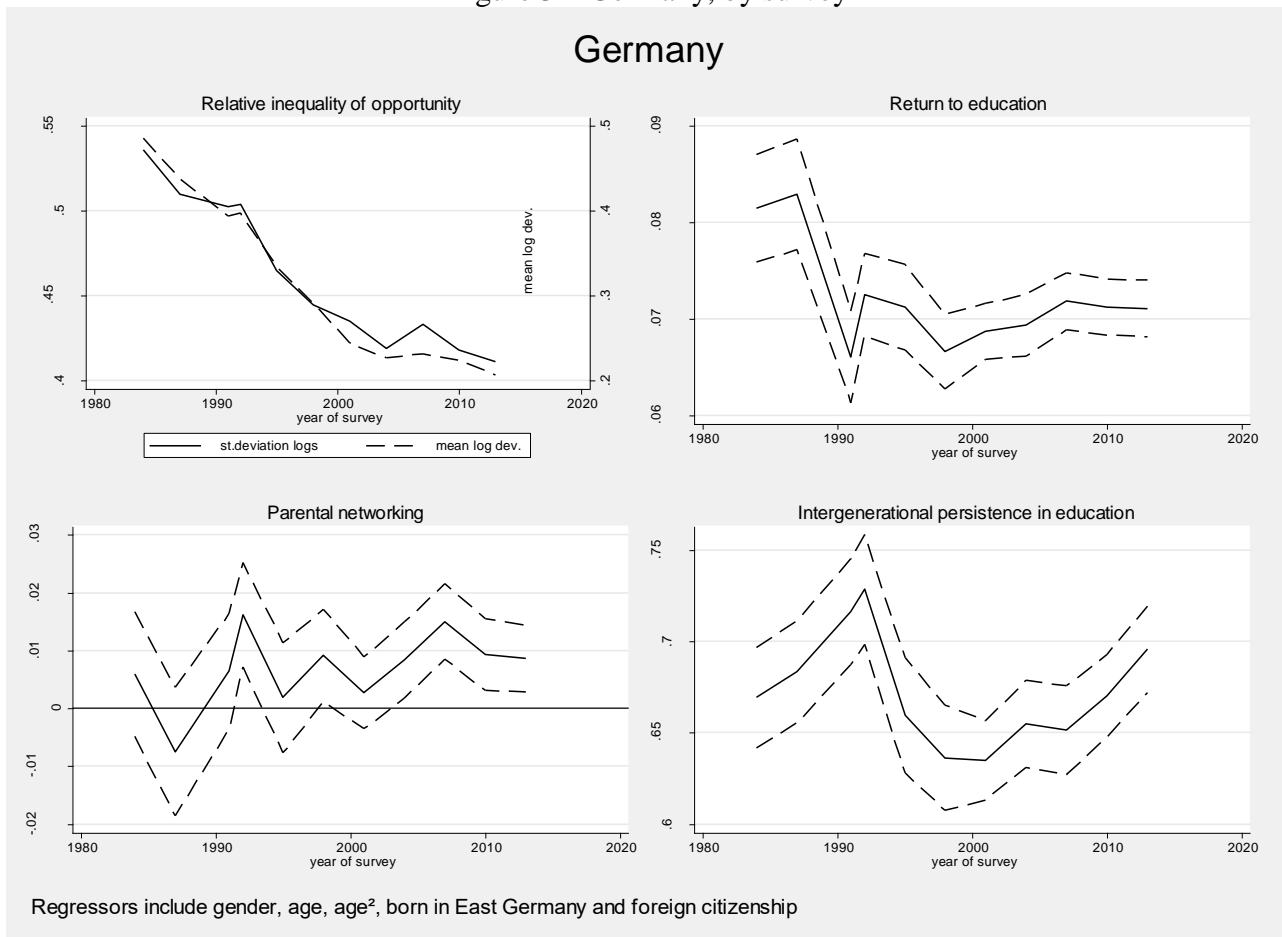 Germany
Relative inequality of opportunity
.55
.5
.45
.4
.5
.4
.3
.2
mean log dev.
1980 1990 2000 2010 2020
year of survey
st.deviation logs mean log dev.
Return to education
.09
.08
.07
.06
1980 1990 2000 2010 2020
year of survey
Parental networking
.03
.02
.01
0
-.01
-.02
1980 1990 2000 2010 2020
year of survey
Intergenerational persistence in education
.75
.7
.65
.6
1980 1990 2000 2010 2020
year of survey
Regressors include gender, age, age², born in East Germany and foreign citizenship